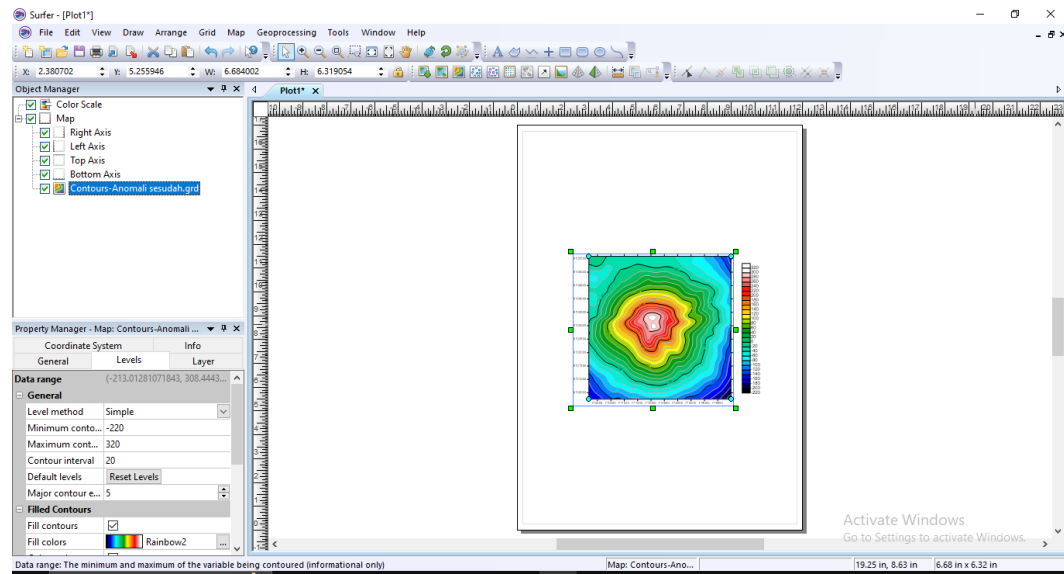 Surfer - [Plot1*]
File Edit View Draw Arrange Grid Map Geoprocessing Tools Window Help
X: 2.380702 Y: 5.255946 W: 6.684002 H: 6.319054
Object Manager
Plot1*
Color Scale
Map
Right Axis
Left Axis
Top Axis
Bottom Axis
Contours-Anomali sesudah.grd
Property Manager - Map: Contours-Anomali ...
Coordinate System Info
General Levels Layer
Data range (-213.01281071843, 308.4443...
General
Level method Simple
Minimum conto... -220
Maximum cont... 320
Contour interval 20
Default levels Reset Levels
Major contour e... 5
Filled Contours
Fill contours
Fill colors Rainbow2 ...
Activate Windows
Go to Settings to activate Windows.
Data range: The minimum and maximum of the variable being contoured (informational only)
Map: Contours-Ano... 19.25 in, 8.63 in 6.68 in x 6.32 in